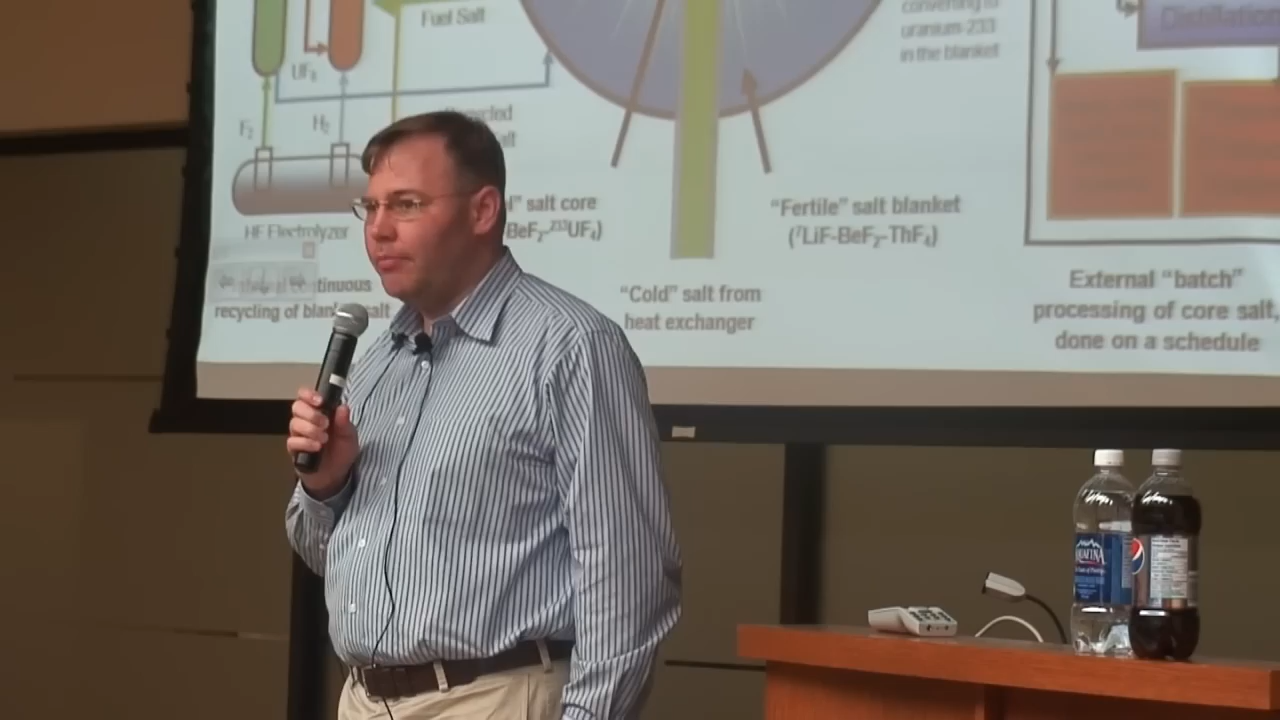 Fuel Salt
converting to
uranium-233
in the blanket
Distillation
UF₆
F₂
H₂
HF Electrolyzer
salt core
BeF₂-²³³UF₄)
"Fertile" salt blanket
(⁷LiF-BeF₂-ThF₄)
"Cold" salt from
heat exchanger
tinuous
recycling of salt
External "batch"
processing of core salt,
done on a schedule